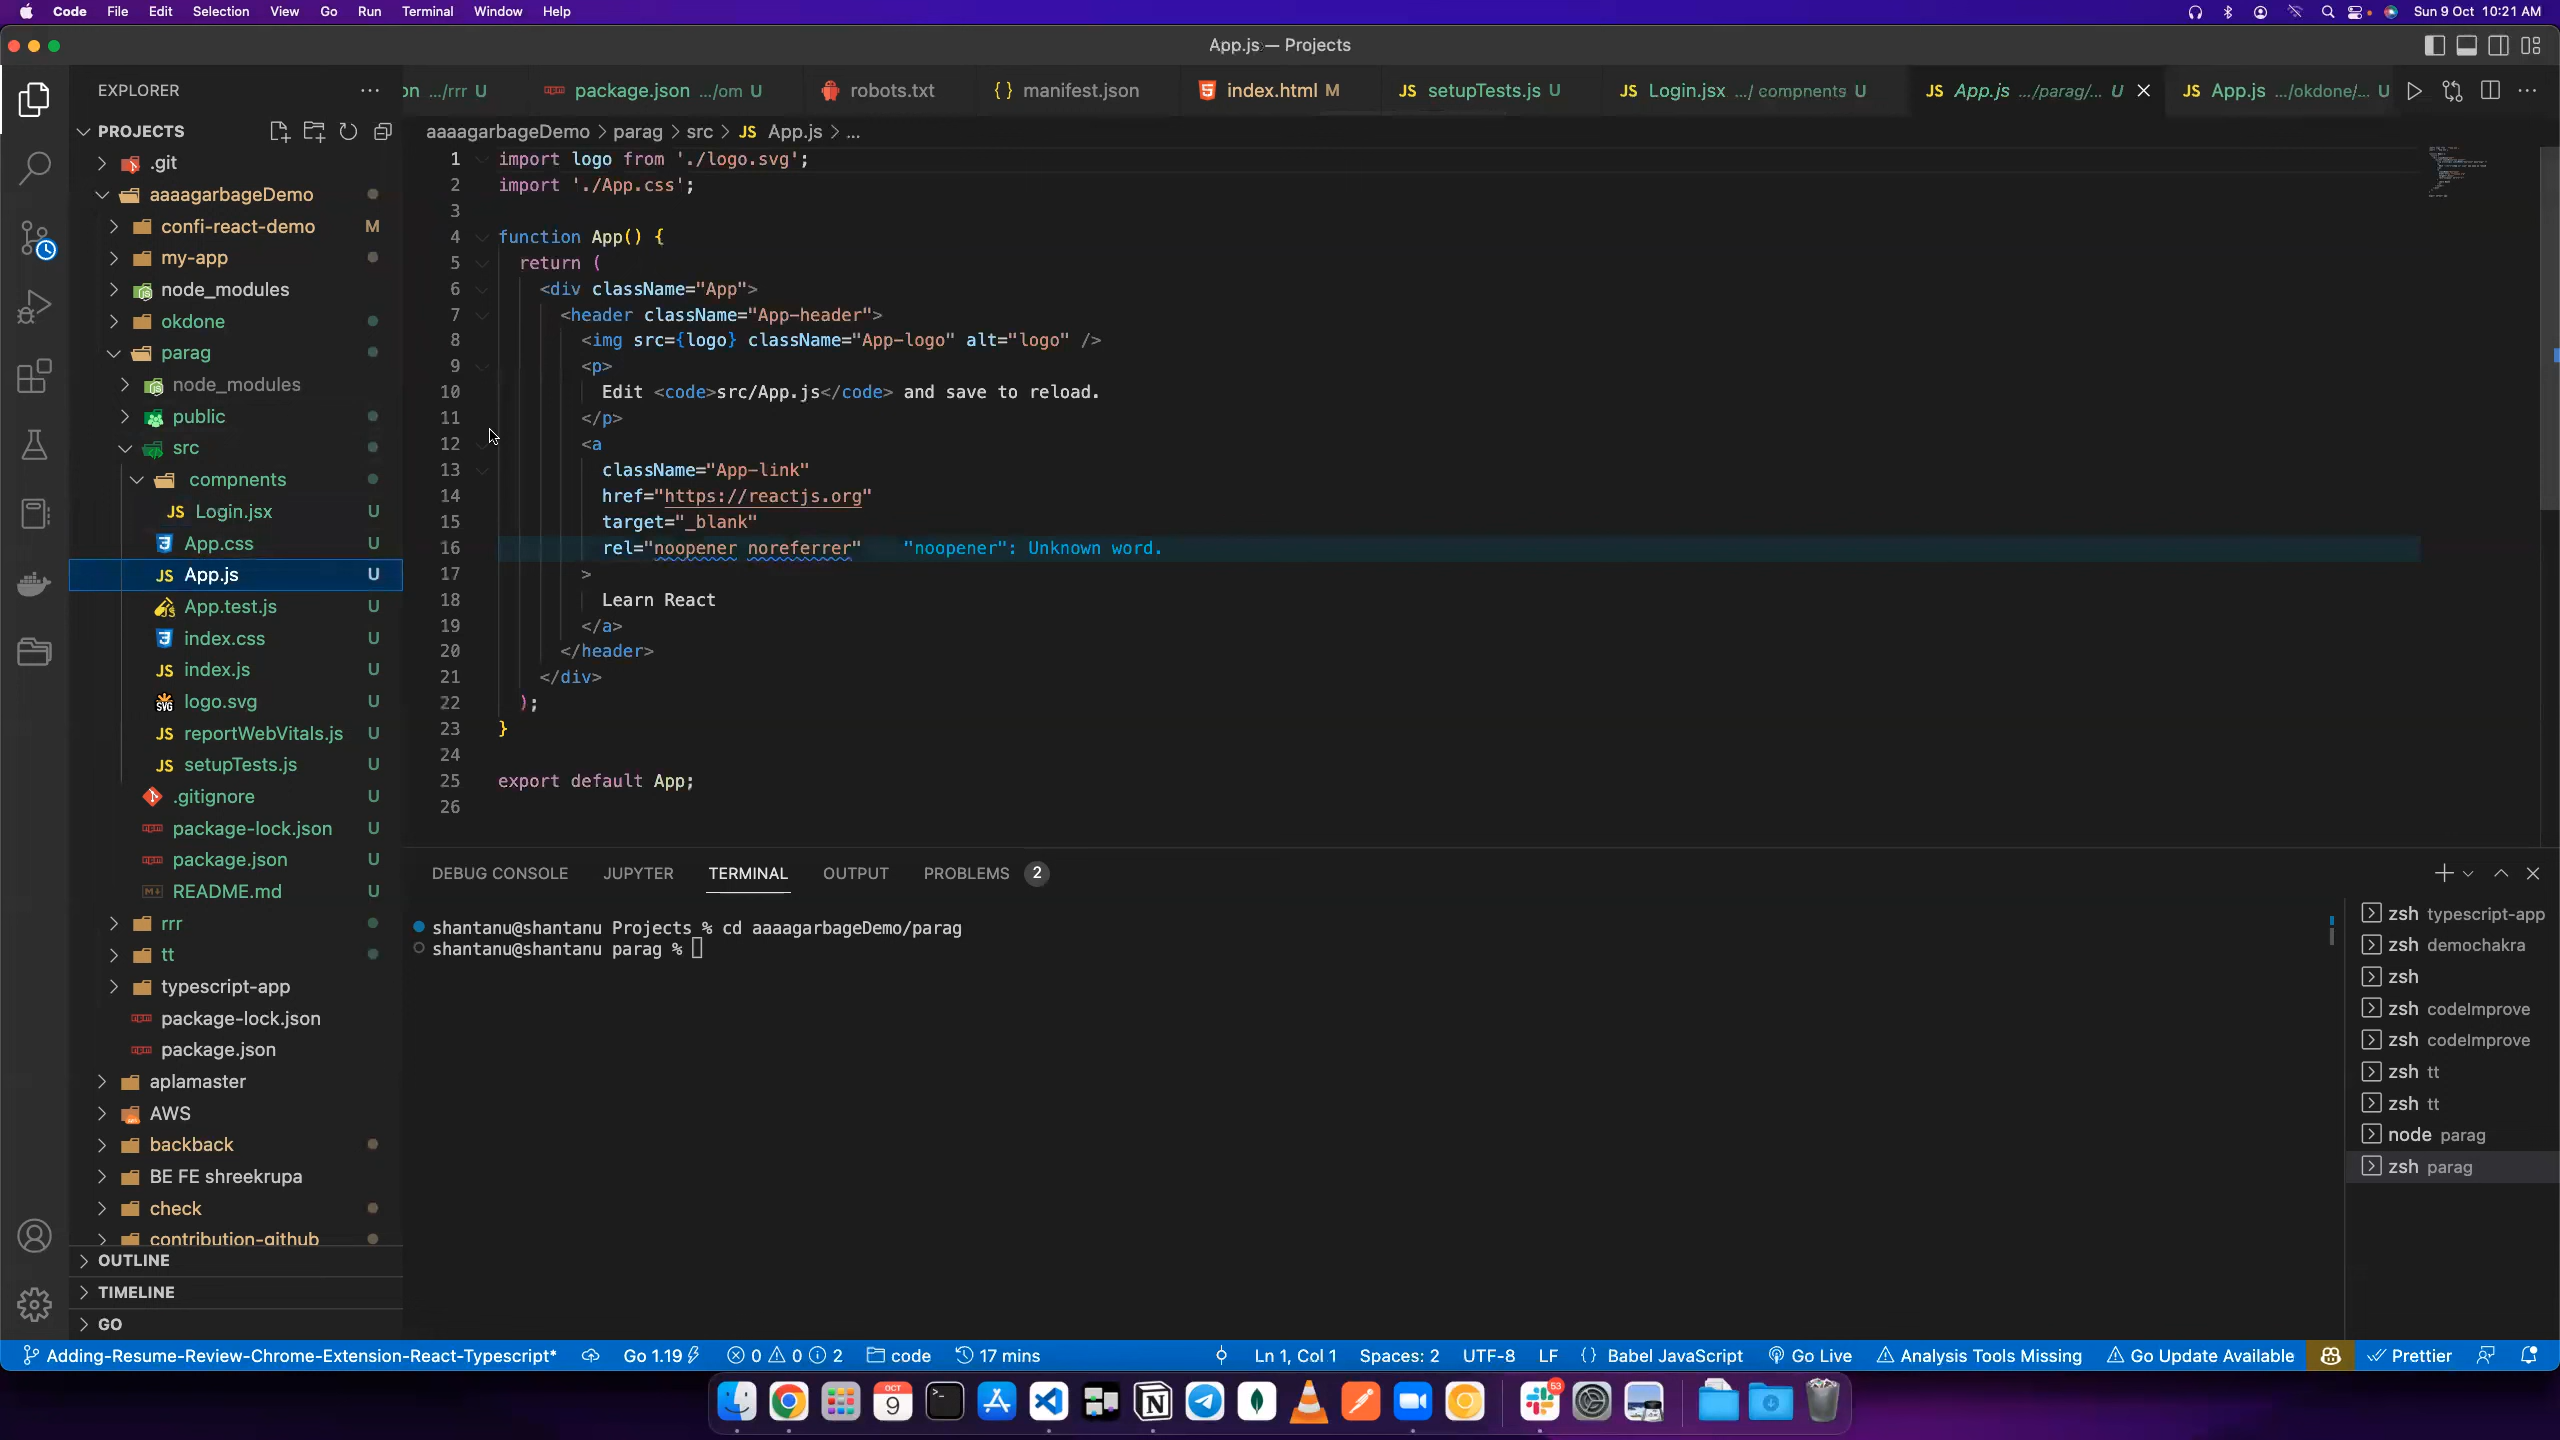 Code File Edit Selection View Go Run Terminal Window Help
Sun 9 Oct 10:21 AM
App.js — Projects
EXPLORER
on .../rrr U
package.json .../om U
robots.txt
manifest.json
index.html M
setupTests.js U
Login.jsx .../ compnents U
App.js .../parag/... U
App.js .../okdone/... U
PROJECTS
.git
aaaagarbageDemo
confi-react-demo M
my-app
node_modules
okdone
parag
node_modules
public
src
compnents
Login.jsx U
App.css U
App.js U
App.test.js U
index.css U
index.js U
logo.svg U
reportWebVitals.js U
setupTests.js U
.gitignore U
package-lock.json U
package.json U
README.md U
rrr
tt
typescript-app
package-lock.json
package.json
aplamaster
AWS
backback
BE FE shreekrupa
check
contribution-github
OUTLINE
TIMELINE
GO
aaaagarbageDemo > parag > src > JS App.js > ...
1 import logo from './logo.svg';
2 import './App.css';
3
4 function App() {
5 return (
6 <div className="App">
7 <header className="App-header">
8 <img src={logo} className="App-logo" alt="logo" />
9 <p>
10 Edit <code>src/App.js</code> and save to reload.
11 </p>
12 <a
13 className="App-link"
14 href="https://reactjs.org"
15 target="_blank"
16 rel="noopener noreferrer" "noopener": Unknown word.
17 >
18 Learn React
19 </a>
20 </header>
21 </div>
22 );
23 }
24
25 export default App;
26
DEBUG CONSOLE JUPYTER TERMINAL OUTPUT PROBLEMS 2
shantanu@shantanu Projects % cd aaaagarbageDemo/parag
shantanu@shantanu parag %
zsh typescript-app
zsh demochakra
zsh
zsh codeImprove
zsh codeImprove
zsh tt
zsh tt
node parag
zsh parag
Adding-Resume-Review-Chrome-Extension-React-Typescript* Go 1.19 0 0 2 code 17 mins Ln 1, Col 1 Spaces: 2 UTF-8 LF {} Babel JavaScript Go Live Analysis Tools Missing Go Update Available Prettier
OCT
9
53